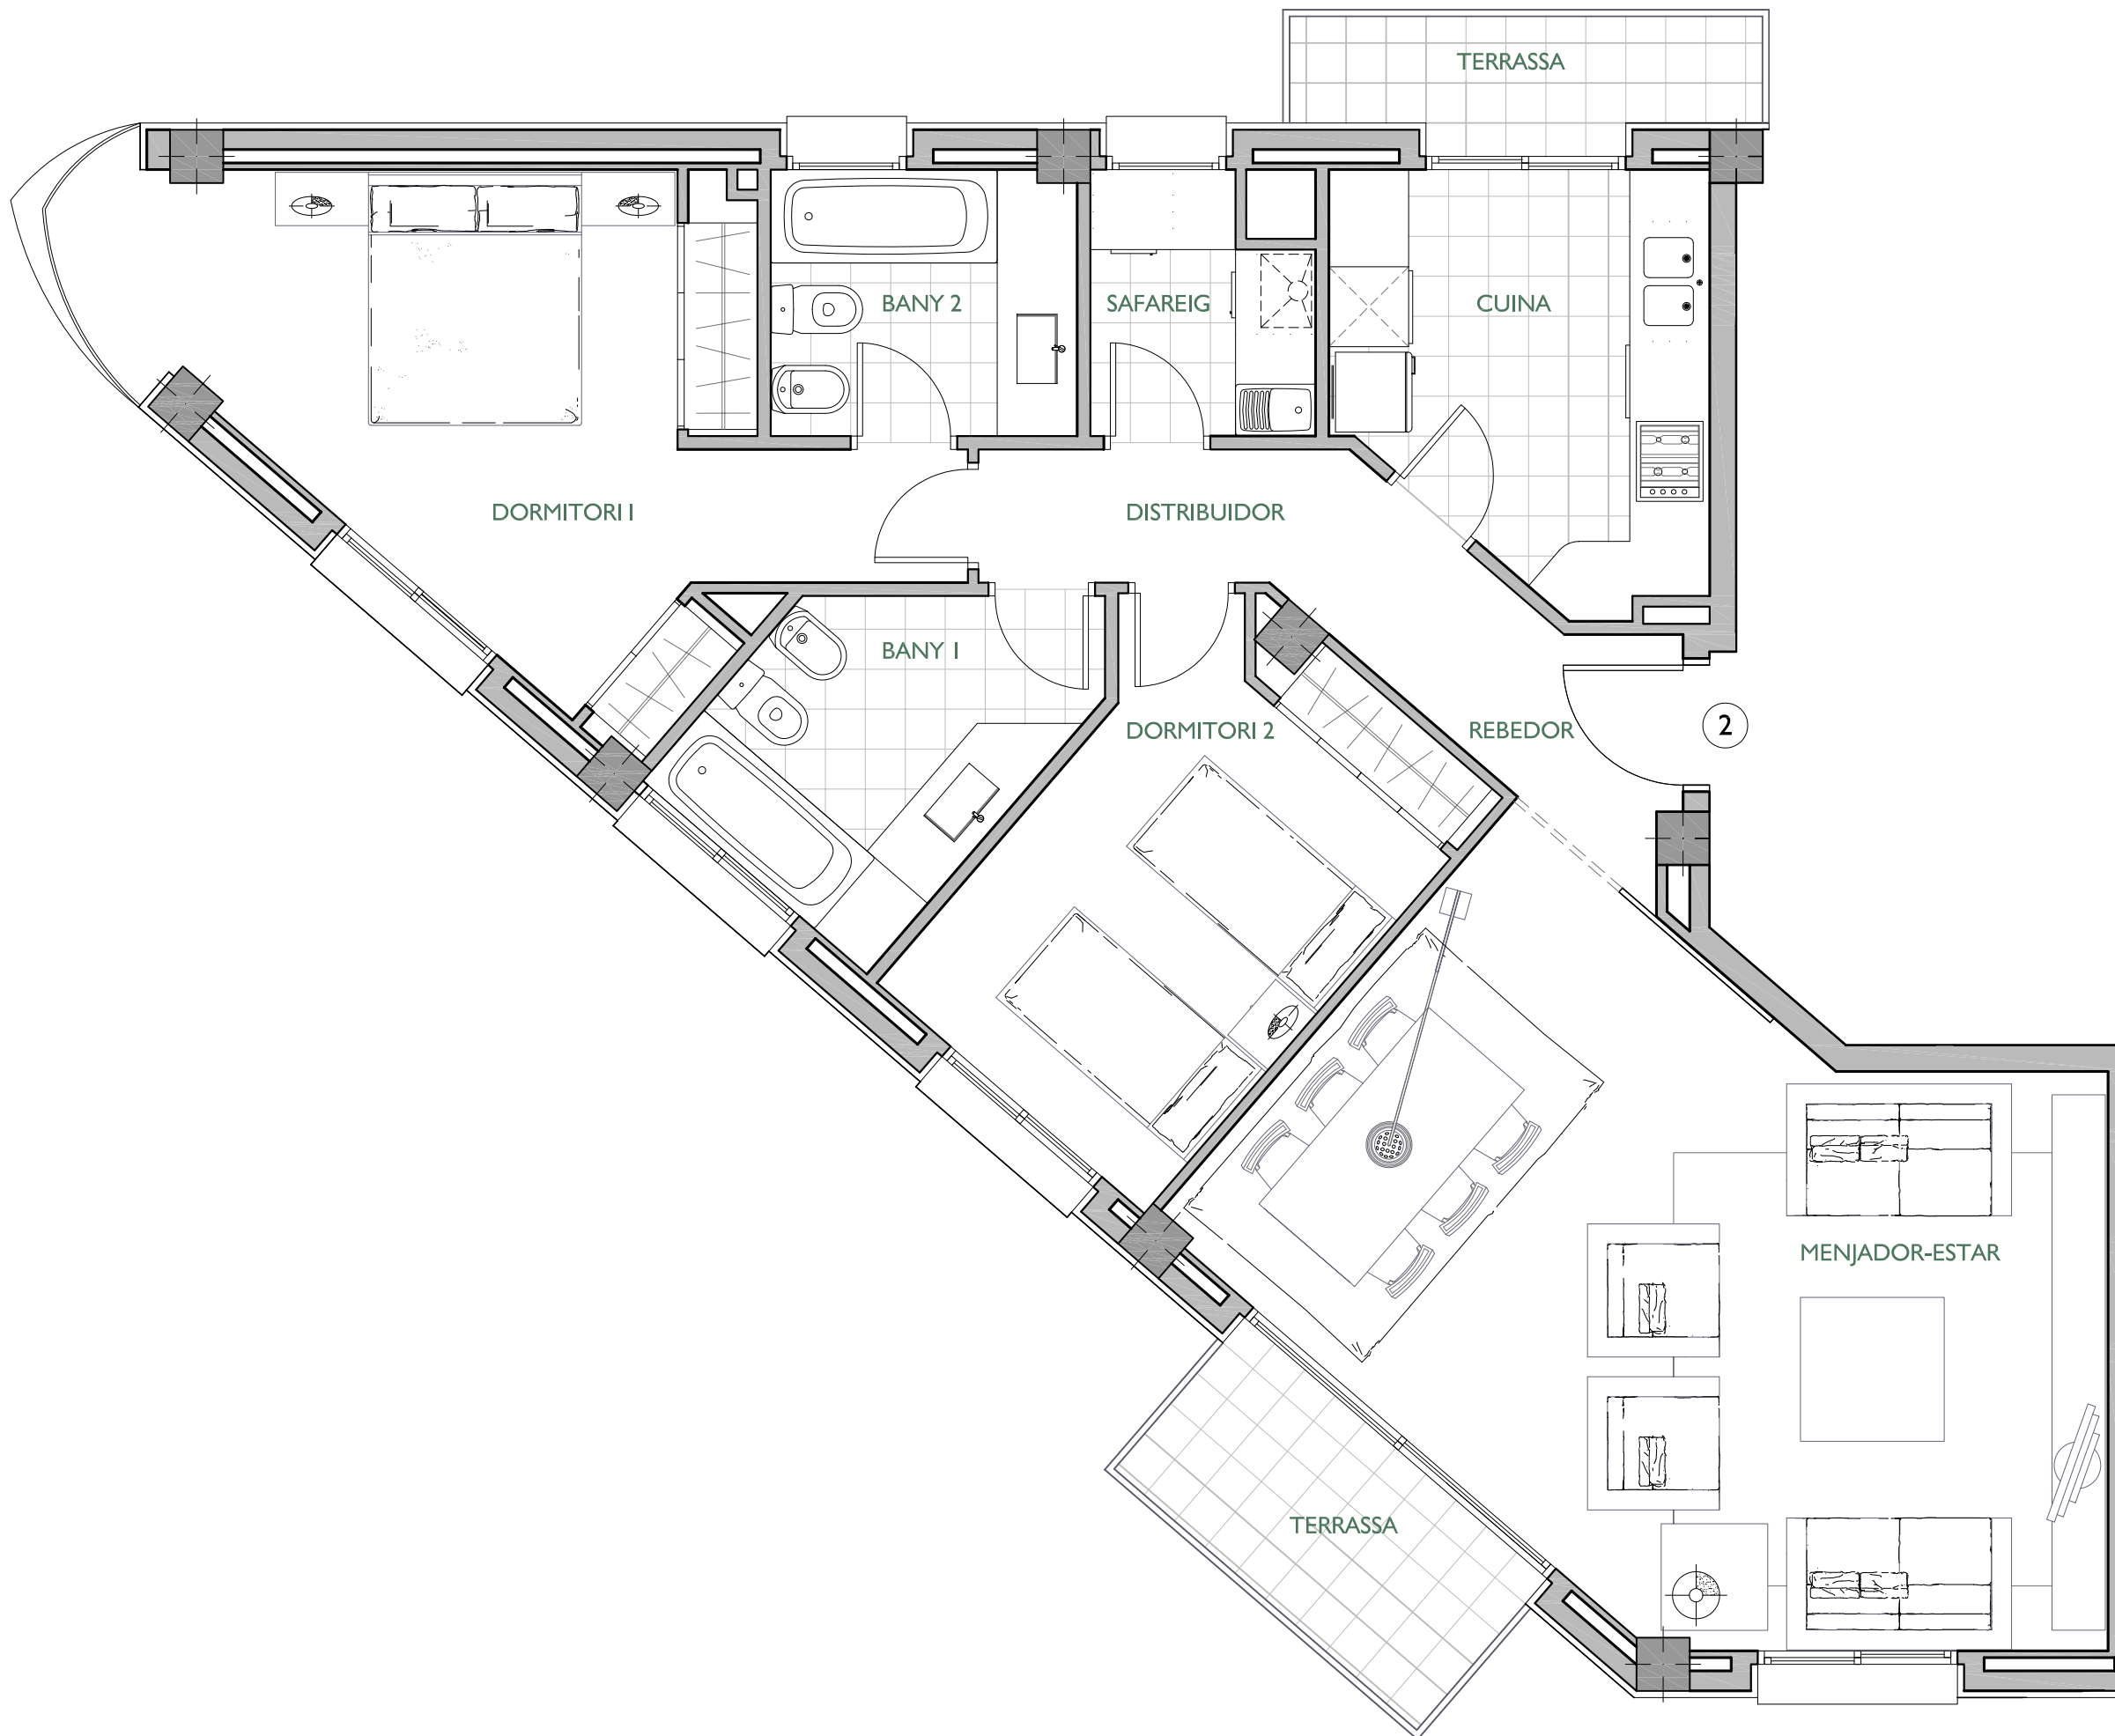 TERRASSA
BANY 2
SAFAREIG
CUINA
DORMITORI 1
DISTRIBUIDOR
BANY 1
DORMITORI 2
REBEDOR
2
MENJADOR-ESTAR
TERRASSA